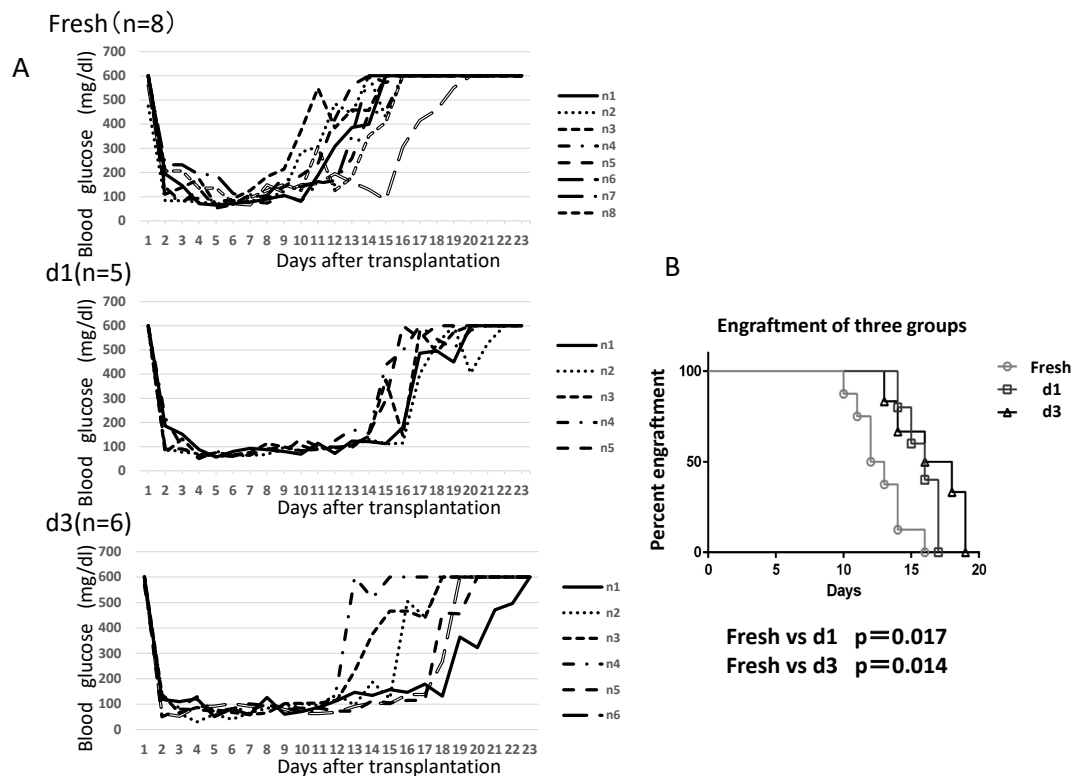 Fresh（n=8）
A
Blood glucose (mg/dl)
700
600
500
400
300
200
100
0
1 2 3 4 5 6 7 8 9 10 11 12 13 14 15 16 17 18 19 20 21 22 23
Days after transplantation
n1
n2
n3
n4
n5
n6
n7
n8
d1(n=5)
Blood glucose (mg/dl)
700
600
500
400
300
200
100
0
1 2 3 4 5 6 7 8 9 10 11 12 13 14 15 16 17 18 19 20 21 22 23
Days after transplantation
n1
n2
n3
n4
n5
d3(n=6)
Blood glucose (mg/dl)
700
600
500
400
300
200
100
0
1 2 3 4 5 6 7 8 9 10 11 12 13 14 15 16 17 18 19 20 21 22 23
Days after transplantation
n1
n2
n3
n4
n5
n6
B
Engraftment of three groups
Percent engraftment
100
50
0
0 5 10 15 20
Days
Fresh
d1
d3
Fresh vs d1 p＝0.017
Fresh vs d3 p＝0.014